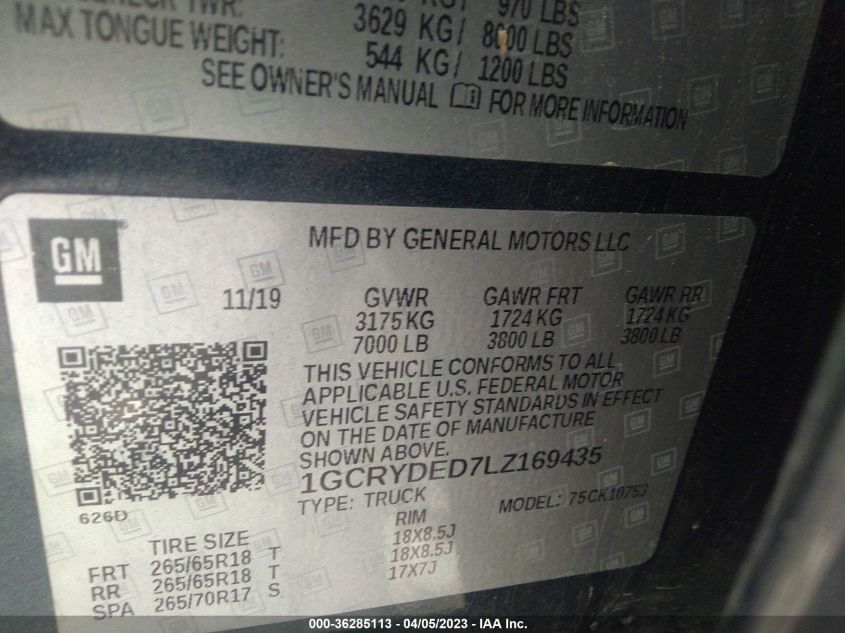 TWR: KG/ 970 LBS
MAX TONGUE WEIGHT: 3629 KG/ 8000 LBS
544 KG/ 1200 LBS
SEE OWNER'S MANUAL FOR MORE INFORMATION
GM
MFD BY GENERAL MOTORS LLC
11/19 GVWR GAWR FRT GAWR RR
3175 KG 1724 KG 1724 KG
7000 LB 3800 LB 3800 LB
THIS VEHICLE CONFORMS TO ALL
APPLICABLE U.S. FEDERAL MOTOR
VEHICLE SAFETY STANDARDS IN EFFECT
ON THE DATE OF MANUFACTURE
SHOWN ABOVE.
1GCRYDED7LZ169435
TYPE: TRUCK MODEL: 75CK10753
626D
TIRE SIZE RIM
FRT 265/65R18 T 18X8.5J
RR 265/65R18 T 18X8.5J
SPA 265/70R17 S 17X7J
000-36285113 - 04/05/2023 - IAA Inc.